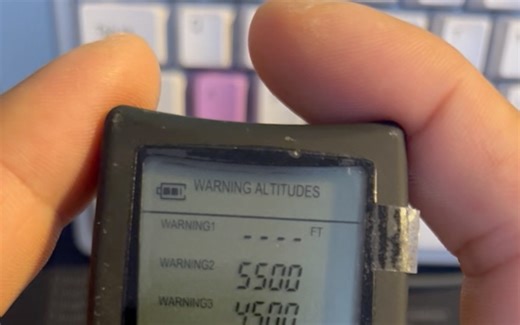 WARNING ALTITUDES
WARNING1 ---- FT
WARNING2 5500
WARNING3 4500